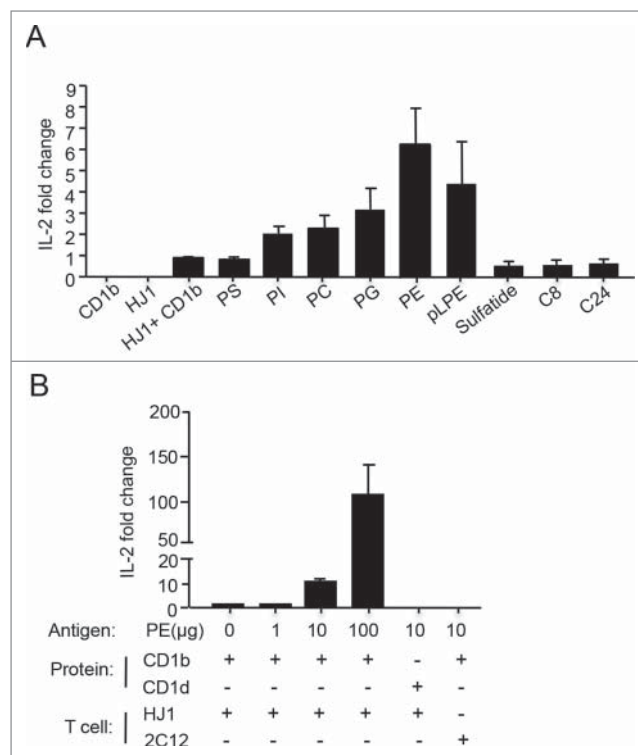 A
IL-2 fold change
9
8
7
6
5
4
3
2
1
0
CD1b
HJ1
HJ1+ CD1b
PS
PI
PC
PG
PE
pLPE
Sulfatide
C8
C24
B
IL-2 fold change
200
150
100
50
20
10
0
Antigen: PE(µg) 0 1 10 100 10 10
Protein: CD1b + + + + - +
CD1d - - - - + -
T cell: HJ1 + + + + + -
2C12 - - - - - +